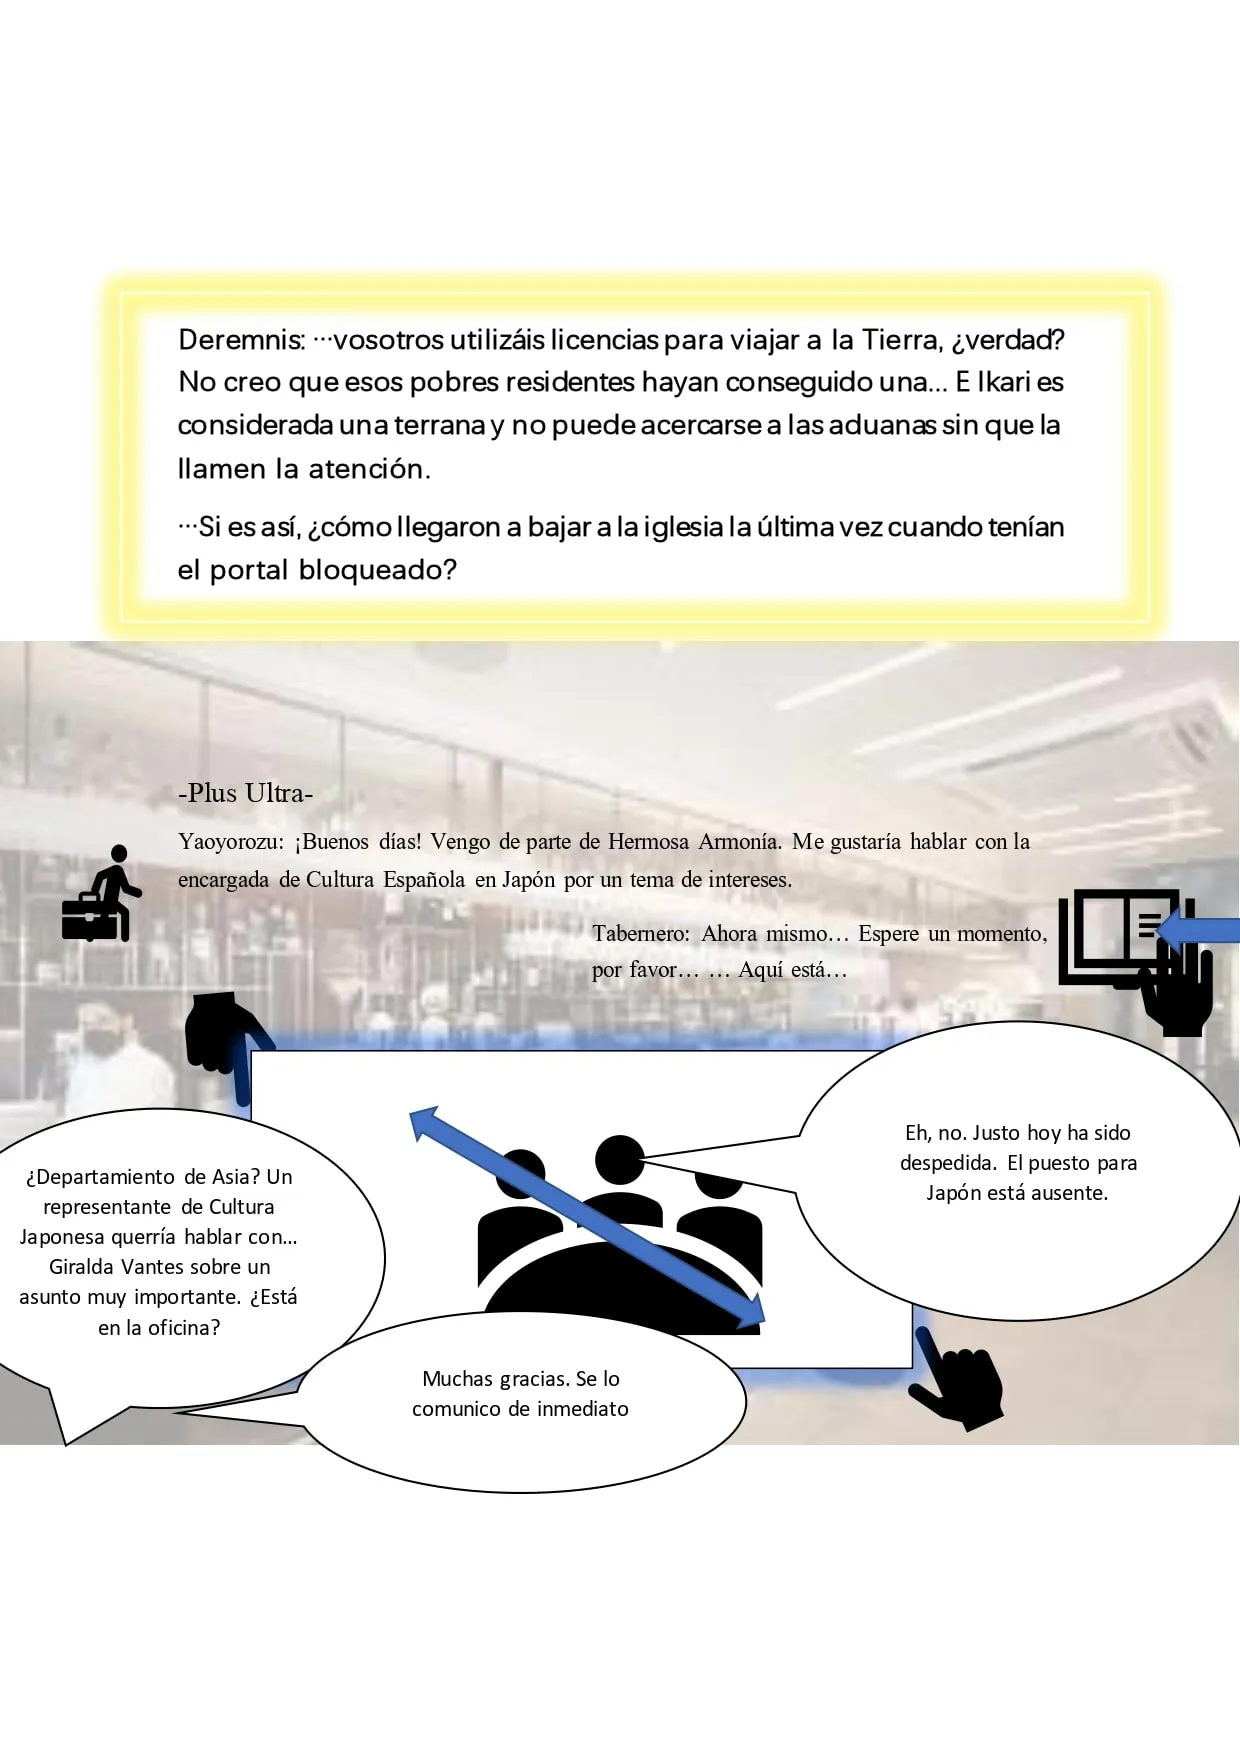 Deremnis: ···vosotros utilizáis licencias para viajar a la Tierra, ¿verdad?
No creo que esos pobres residentes hayan conseguido una... E Ikari es
considerada una terrana y no puede acercarse a las aduanas sin que la
llamen la atención.
···Si es así, ¿cómo llegaron a bajar a la iglesia la última vez cuando tenían
el portal bloqueado?
-Plus Ultra-
Yaoyorozu: ¡Buenos días! Vengo de parte de Hermosa Armonía. Me gustaría hablar con la
encargada de Cultura Española en Japón por un tema de intereses.
Tabernero: Ahora mismo… Espere un momento,
por favor… … Aquí está…
¿Departamiento de Asia? Un
representante de Cultura
Japonesa querría hablar con...
Giralda Vantes sobre un
asunto muy importante. ¿Está
en la oficina?
Eh, no. Justo hoy ha sido
despedida. El puesto para
Japón está ausente.
Muchas gracias. Se lo
comunico de inmediato